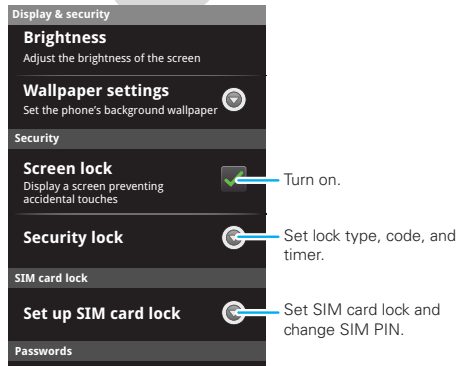 Display & security
Brightness
Adjust the brightness of the screen
Wallpaper settings
Set the phone's background wallpaper
Security
Screen lock
Display a screen preventing
accidental touches
Turn on.
Security lock
Set lock type, code, and
timer.
SIM card lock
Set up SIM card lock
Set SIM card lock and
change SIM PIN.
Passwords